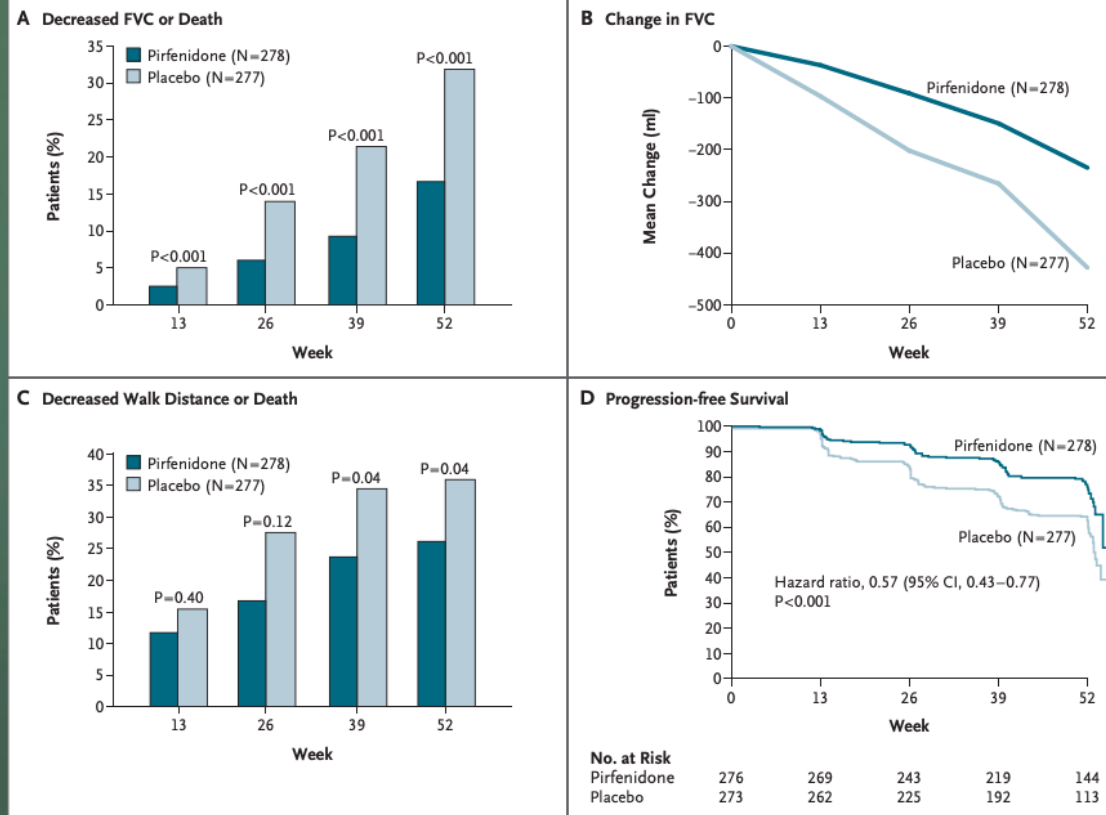 A Decreased FVC or Death
Patients (%)
35
30
25
20
15
10
5
0
Pirfenidone (N=278)
Placebo (N=277)
P<0.001
P<0.001
P<0.001
P<0.001
13 26 39 52
Week
B Change in FVC
Mean Change (ml)
0
−100
−200
−300
−400
−500
Pirfenidone (N=278)
Placebo (N=277)
0 13 26 39 52
Week
C Decreased Walk Distance or Death
Patients (%)
40
35
30
25
20
15
10
5
0
Pirfenidone (N=278)
Placebo (N=277)
P=0.40
P=0.12
P=0.04
P=0.04
13 26 39 52
Week
D Progression-free Survival
Patients (%)
100
90
80
70
60
50
40
30
20
10
0
Pirfenidone (N=278)
Placebo (N=277)
Hazard ratio, 0.57 (95% CI, 0.43–0.77)
P<0.001
0 13 26 39 52
Week
No. at Risk
Pirfenidone 276 269 243 219 144
Placebo 273 262 225 192 113